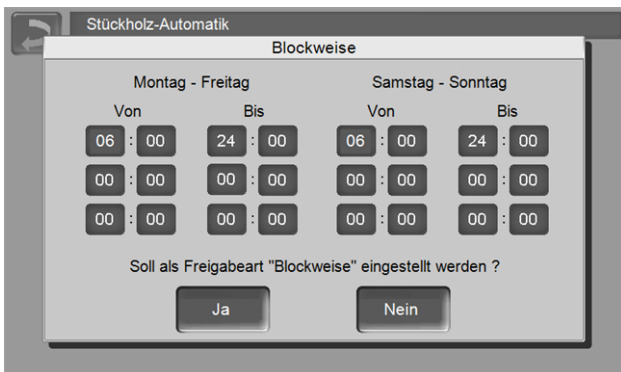 Stückholz-Automatik
Blockweise
Montag - Freitag Samstag - Sonntag
Von Bis Von Bis
06 : 00 24 : 00 06 : 00 24 : 00
00 : 00 00 : 00 00 : 00 00 : 00
00 : 00 00 : 00 00 : 00 00 : 00
Soll als Freigabeart "Blockweise" eingestellt werden ?
Ja Nein